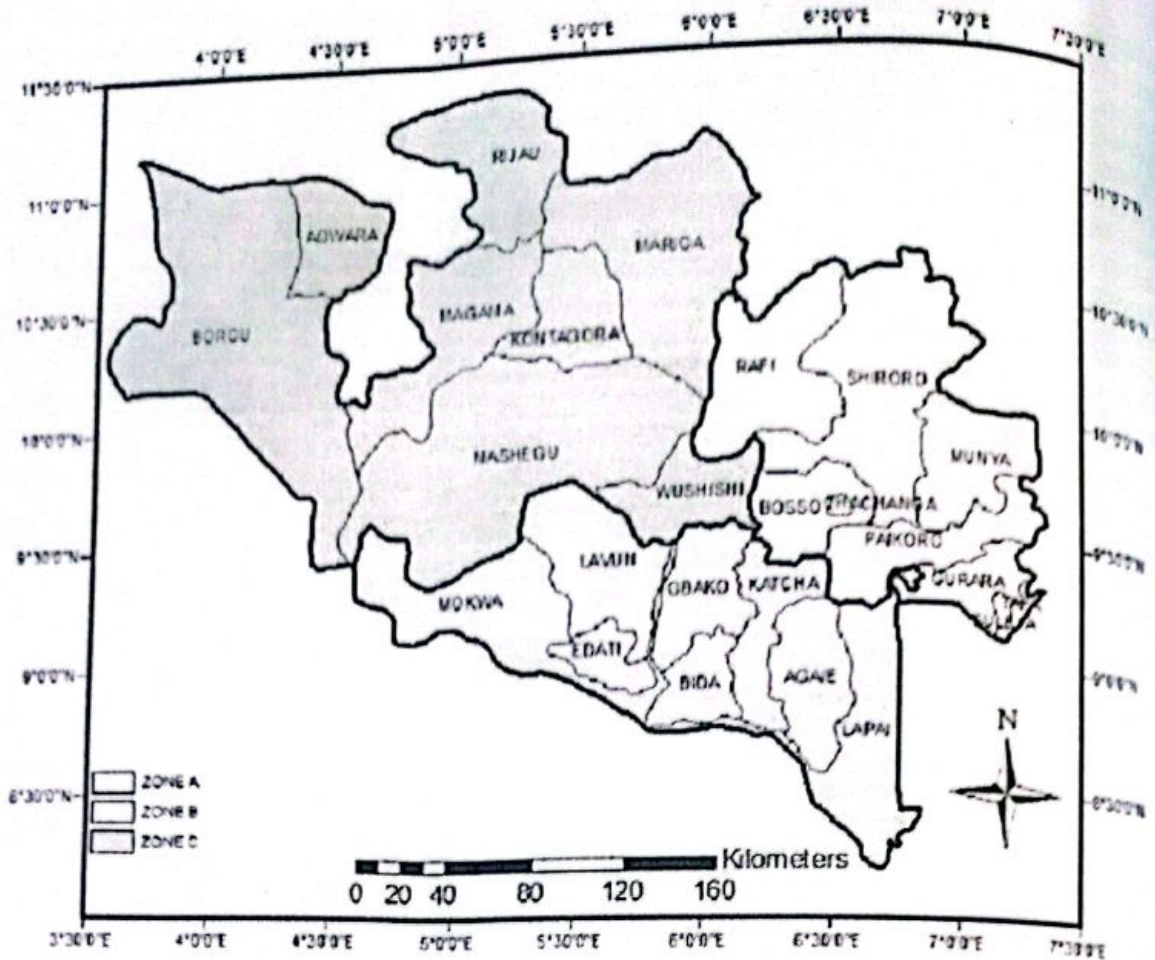 4°0'0"E 4°30'0"E 5°0'0"E 5°30'0"E 6°0'0"E 6°30'0"E 7°0'0"E 7°30'0"E
11°30'0"N
RIJAU
11°0'0"N 11°0'0"N
AGWARA MARIGA
10°30'0"N MAGAMA 10°30'0"N
BORGU KONTAGORA
RAFI SHIRORO
10°0'0"N 10°0'0"N
MASHEGU MUNYA
WUSHISHI BOSSO CHACHANGA
PAIKORO
9°30'0"N LAVUN 9°30'0"N
MOKWA GBAKO KATCHA GURARA
EDATI
9°0'0"N BIDA AGAIE 9°0'0"N
LAPAI
N
ZONE A
8°30'0"N ZONE B 8°30'0"N
ZONE C
Kilometers
0 20 40 80 120 160
3°30'0"E 4°0'0"E 4°30'0"E 5°0'0"E 5°30'0"E 6°0'0"E 6°30'0"E 7°0'0"E 7°30'0"E